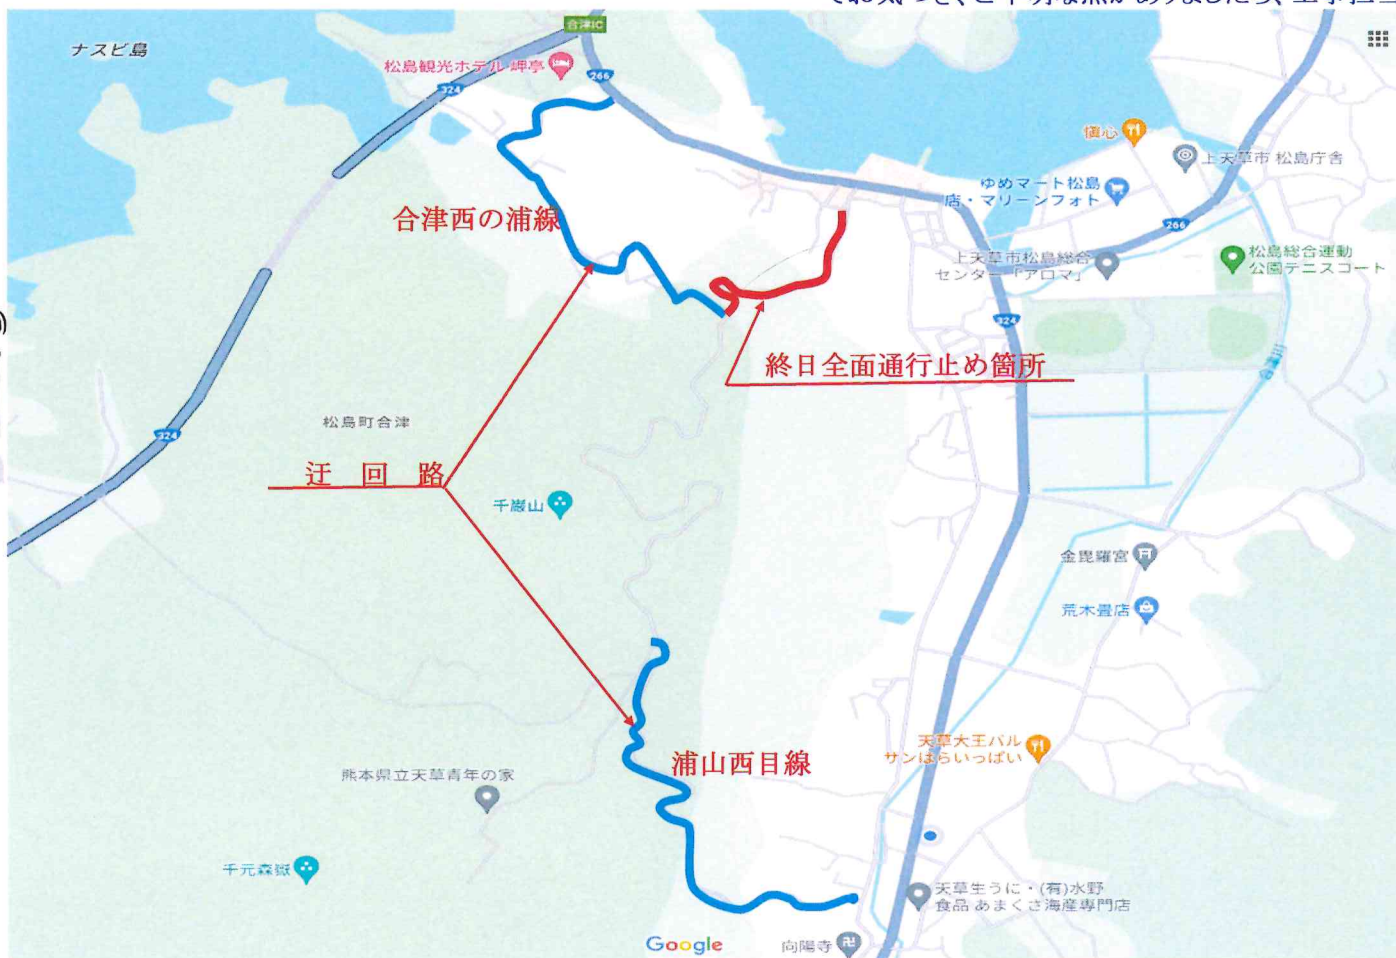 ナスビ島
合津IC
松島観光ホテル 岬亭
266
324
慎心
上天草市 松島庁舎
ゆめマート松島
店・マリーンフォト
合津西の浦線
266
上天草市松島総合
センター「アロマ」
松島総合運動
公園テニスコート
324
終日全面通行止め箇所
松島町合津
324
迂 回 路
千巌山
金毘羅宮
荒木畳店
天草大王バル
サンはらいっぱい
浦山西目線
熊本県立天草青年の家
千元森嶽
天草生うに・(有)水野
食品 あまくさ海産専門店
Google
向陽寺